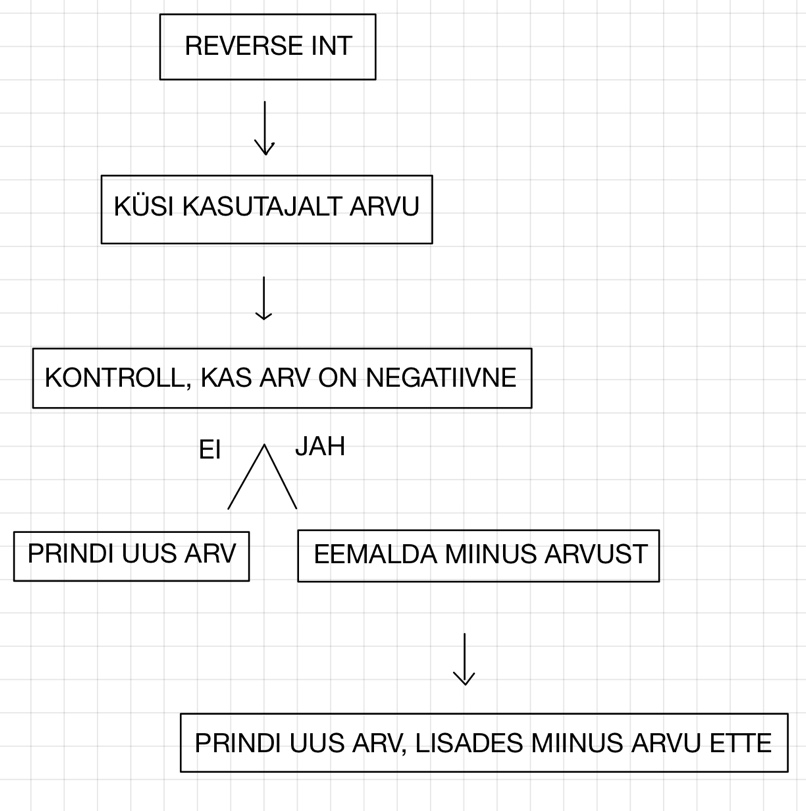 REVERSE INT
KÜSI KASUTAJALT ARVU
KONTROLL, KAS ARV ON NEGATIIVNE
EI
JAH
PRINDI UUS ARV
EEMALDA MIINUS ARVUST
PRINDI UUS ARV, LISADES MIINUS ARVU ETTE